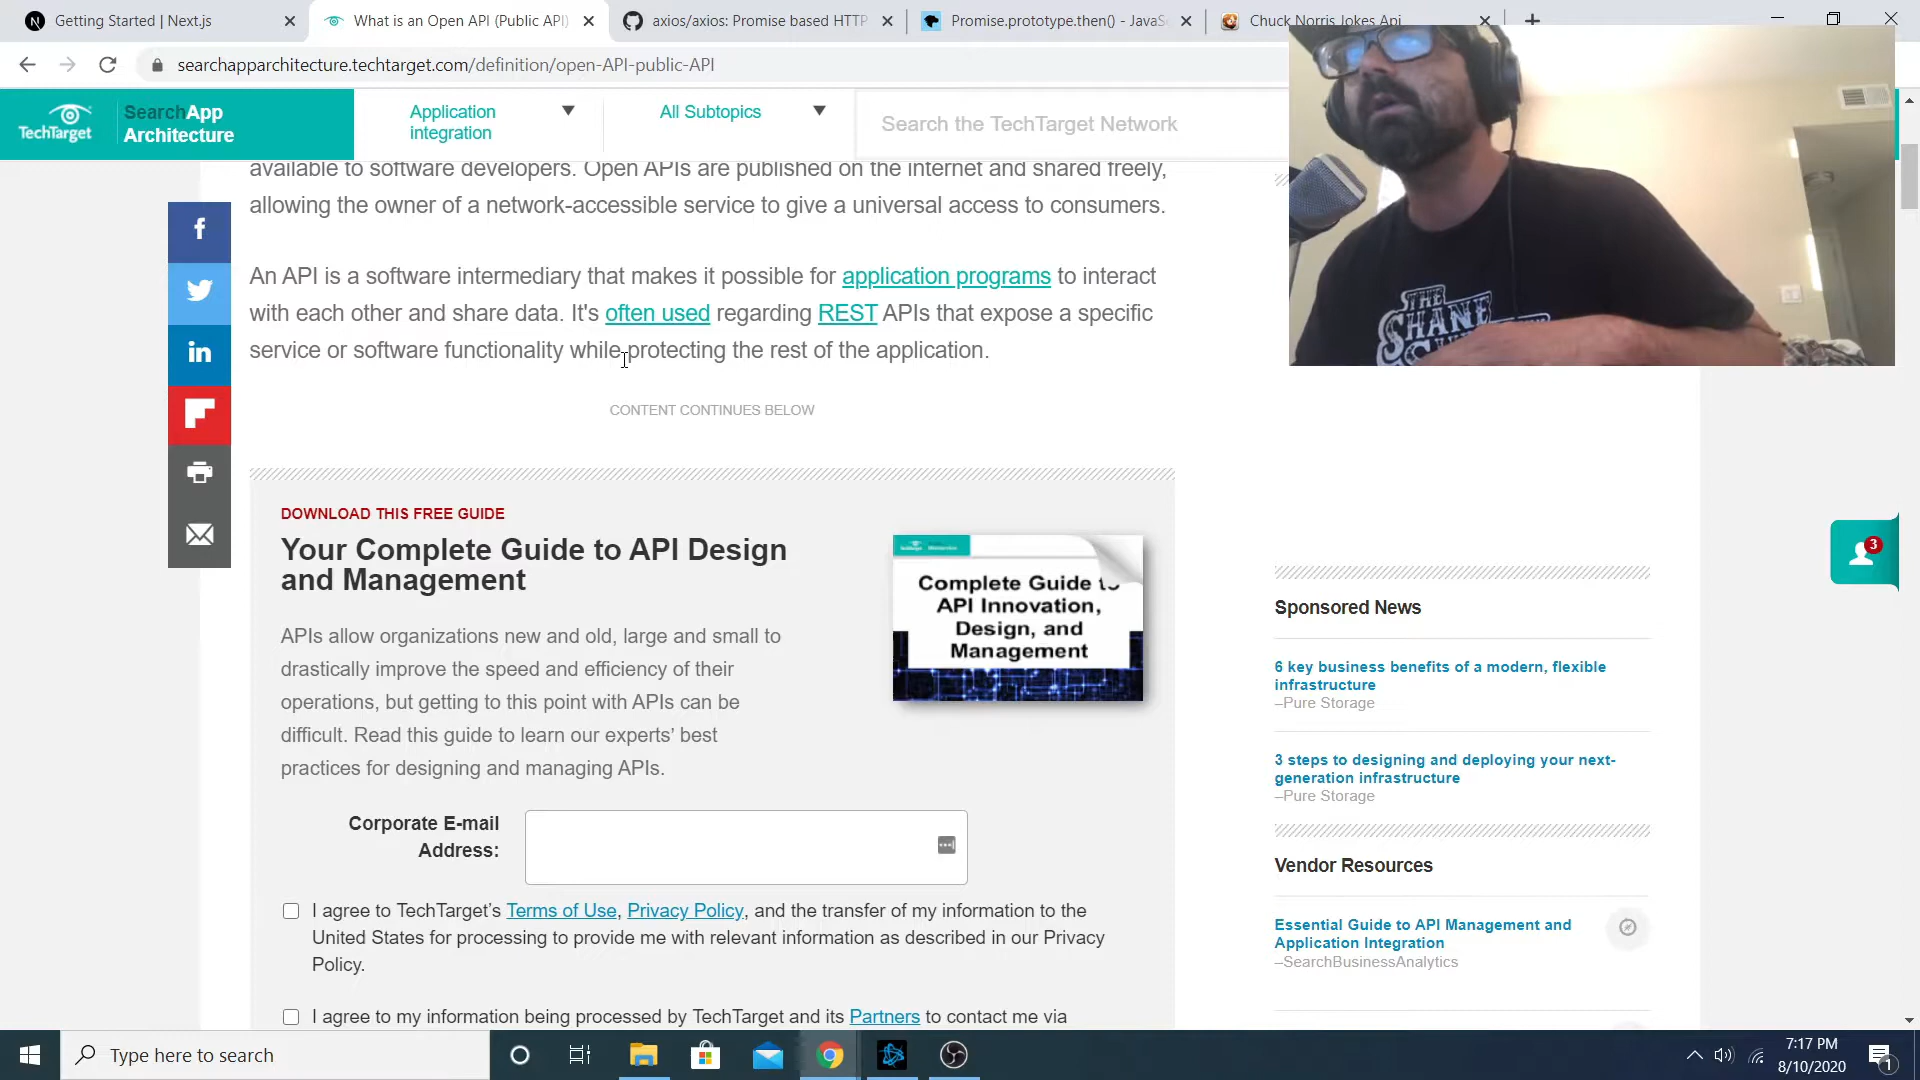 Getting Started | Next.js
What is an Open API (Public API)
axios/axios: Promise based HTTP
Promise.prototype.then() - JavaSc
Chuck Norris Jokes Api
searchapparchitecture.techtarget.com/definition/open-API-public-API
TechTarget
SearchApp
Architecture
Application
integration
All Subtopics
Search the TechTarget Network
available to software developers. Open APIs are published on the internet and shared freely,
allowing the owner of a network-accessible service to give a universal access to consumers.
An API is a software intermediary that makes it possible for application programs to interact
with each other and share data. It's often used regarding REST APIs that expose a specific
service or software functionality while protecting the rest of the application.
CONTENT CONTINUES BELOW
DOWNLOAD THIS FREE GUIDE
Your Complete Guide to API Design
and Management
APIs allow organizations new and old, large and small to
drastically improve the speed and efficiency of their
operations, but getting to this point with APIs can be
difficult. Read this guide to learn our experts’ best
practices for designing and managing APIs.
Complete Guide to
API Innovation,
Design, and
Management
Corporate E-mail
Address:
I agree to TechTarget’s Terms of Use, Privacy Policy, and the transfer of my information to the
United States for processing to provide me with relevant information as described in our Privacy
Policy.
I agree to my information being processed by TechTarget and its Partners to contact me via
THE
SHANE
3
Sponsored News
6 key business benefits of a modern, flexible
infrastructure
–Pure Storage
3 steps to designing and deploying your next-
generation infrastructure
–Pure Storage
Vendor Resources
Essential Guide to API Management and
Application Integration
–SearchBusinessAnalytics
Type here to search
7:17 PM
8/10/2020
1